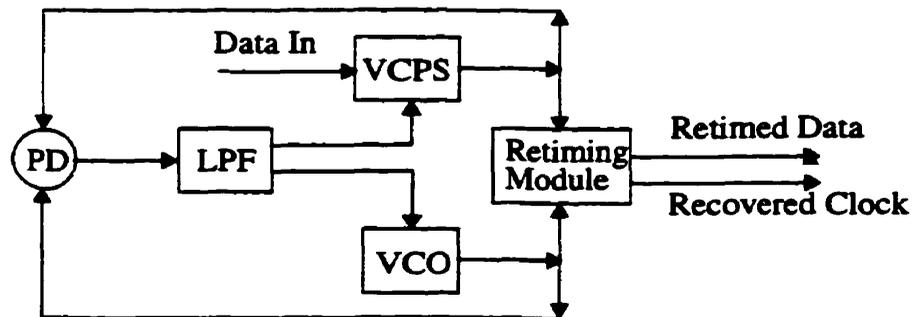 Data In
VCPS
PD
LPF
Retiming
Module
Retimed Data
Recovered Clock
VCO